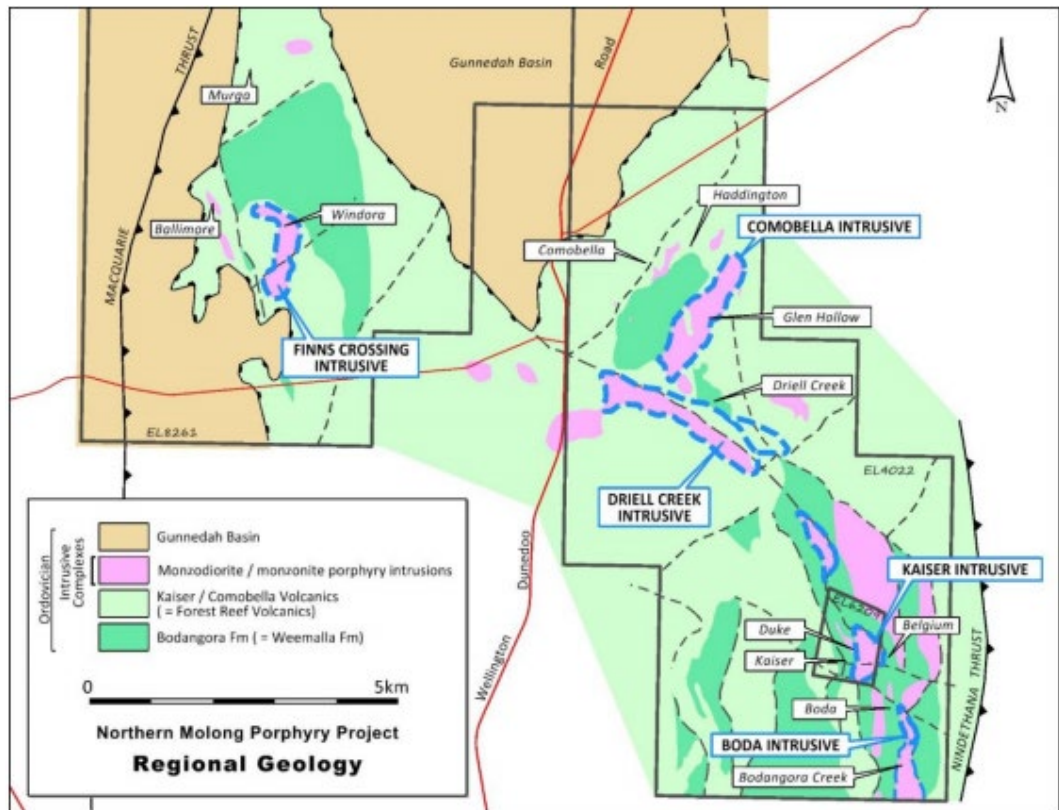 Gunnedah Basin
Road
THRUST
MACQUARIE
Murga
N
Haddington
Windora
Ballimore
Comobella
COMOBELLA INTRUSIVE
Glen Hollow
FINNS CROSSING
INTRUSIVE
Driell Creek
EL8261
EL4022
DRIELL CREEK
INTRUSIVE
KAISER INTRUSIVE
EL6209
Duke
Belgium
Kaiser
Dunedoo
Wellington
Boda
BODA INTRUSIVE
Bodangora Creek
NINDETHANA THRUST
Ordovician
Intrusive
Complexes
Gunnedah Basin
Monzodiorite / monzonite porphyry intrusions
Kaiser / Comobella Volcanics
( = Forest Reef Volcanics)
Bodangora Fm ( = Weemalla Fm)
0 5km
Northern Molong Porphyry Project
Regional Geology